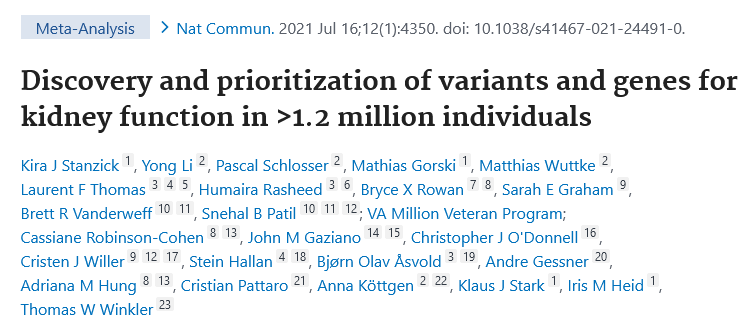 Meta-Analysis > Nat Commun. 2021 Jul 16;12(1):4350. doi: 10.1038/s41467-021-24491-0.
Discovery and prioritization of variants and genes for
kidney function in >1.2 million individuals
Kira J Stanzick 1, Yong Li 2, Pascal Schlosser 2, Mathias Gorski 1, Matthias Wuttke 2,
Laurent F Thomas 3 4 5, Humaira Rasheed 3 6, Bryce X Rowan 7 8, Sarah E Graham 9,
Brett R Vanderweff 10 11, Snehal B Patil 10 11 12; VA Million Veteran Program;
Cassiane Robinson-Cohen 8 13, John M Gaziano 14 15, Christopher J O'Donnell 16,
Cristen J Willer 9 12 17, Stein Hallan 4 18, Bjørn Olav Åsvold 3 19, Andre Gessner 20,
Adriana M Hung 8 13, Cristian Pattaro 21, Anna Köttgen 2 22, Klaus J Stark 1, Iris M Heid 1,
Thomas W Winkler 23